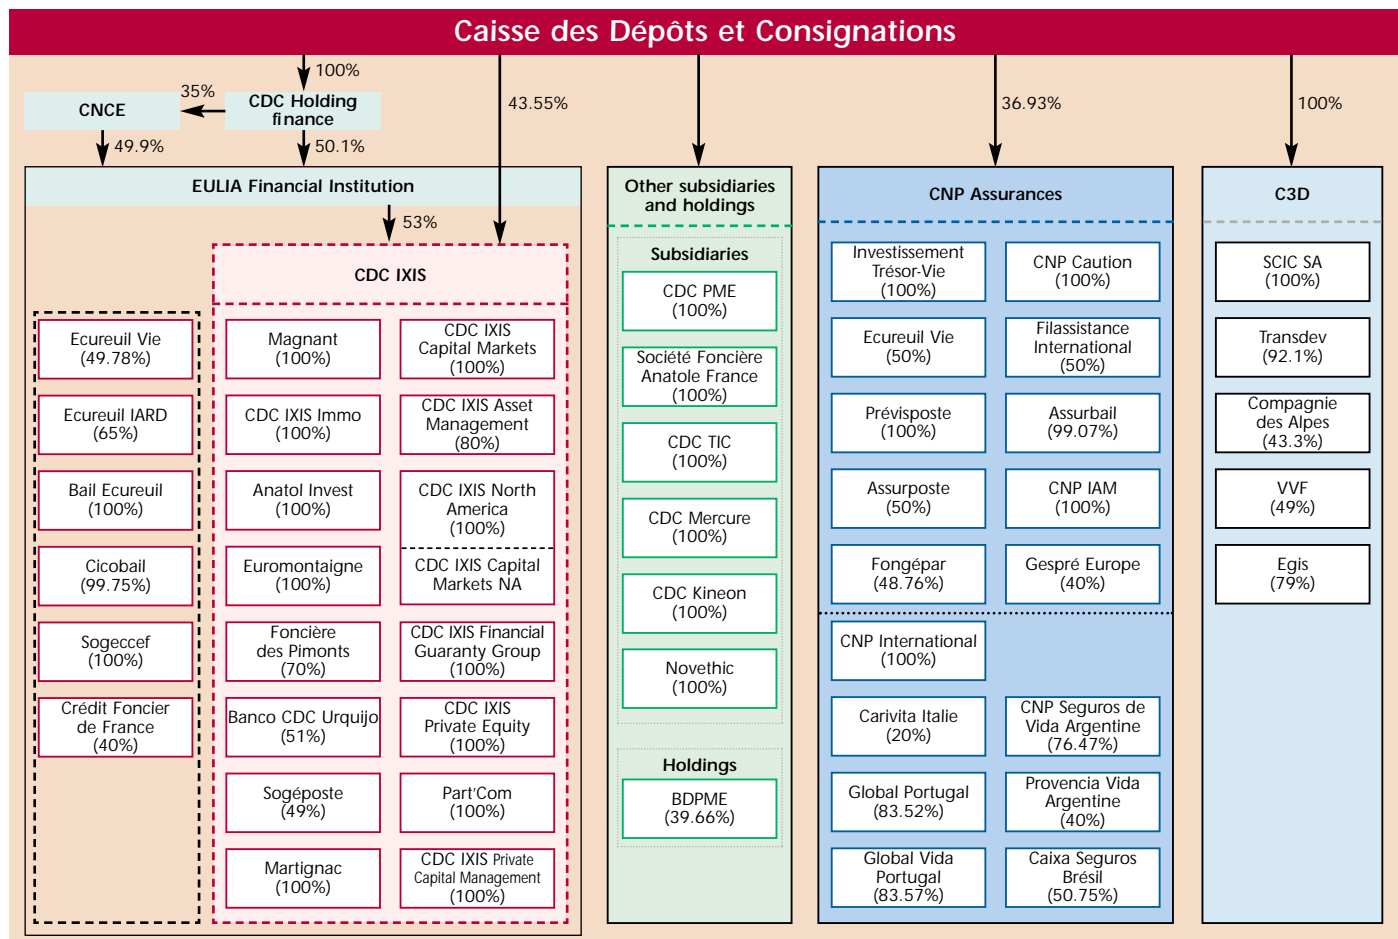 Caisse des Dépôts et Consignations
100%
35%
43.55%
36.93%
100%
CNCE
CDC Holding
finance
49.9%
50.1%
EULIA Financial Institution
53%
CDC IXIS
Ecureuil Vie
(49.78%)
Ecureuil IARD
(65%)
Bail Ecureuil
(100%)
Cicobail
(99.75%)
Sogeccef
(100%)
Crédit Foncier
de France
(40%)
Magnant
(100%)
CDC IXIS Immo
(100%)
Anatol Invest
(100%)
Euromontaigne
(100%)
Foncière
des Pimonts
(70%)
Banco CDC Urquijo
(51%)
Sogéposte
(49%)
Martignac
(100%)
CDC IXIS
Capital Markets
(100%)
CDC IXIS Asset
Management
(80%)
CDC IXIS North
America
(100%)
CDC IXIS Capital
Markets NA
CDC IXIS Financial
Guaranty Group
(100%)
CDC IXIS
Private Equity
(100%)
Part'Com
(100%)
CDC IXIS Private
Capital Management
(100%)
Other subsidiaries
and holdings
Subsidiaries
CDC PME
(100%)
Société Foncière
Anatole France
(100%)
CDC TIC
(100%)
CDC Mercure
(100%)
CDC Kineon
(100%)
Novethic
(100%)
Holdings
BDPME
(39.66%)
CNP Assurances
Investissement
Trésor-Vie
(100%)
Ecureuil Vie
(50%)
Prévisposte
(100%)
Assurposte
(50%)
Fongépar
(48.76%)
CNP Caution
(100%)
Filassistance
International
(50%)
Assurbail
(99.07%)
CNP IAM
(100%)
Gespré Europe
(40%)
CNP International
(100%)
Carivita Italie
(20%)
Global Portugal
(83.52%)
Global Vida
Portugal
(83.57%)
CNP Seguros de
Vida Argentine
(76.47%)
Provencia Vida
Argentine
(40%)
Caixa Seguros
Brésil
(50.75%)
C3D
SCIC SA
(100%)
Transdev
(92.1%)
Compagnie
des Alpes
(43.3%)
VVF
(49%)
Egis
(79%)